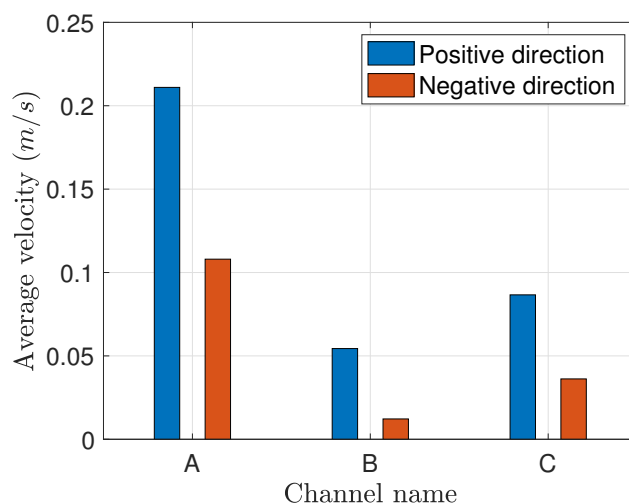 0.25
Positive direction
Negative direction
0.2
0.15
0.1
0.05
0
Average velocity (m/s)
A B C
Channel name